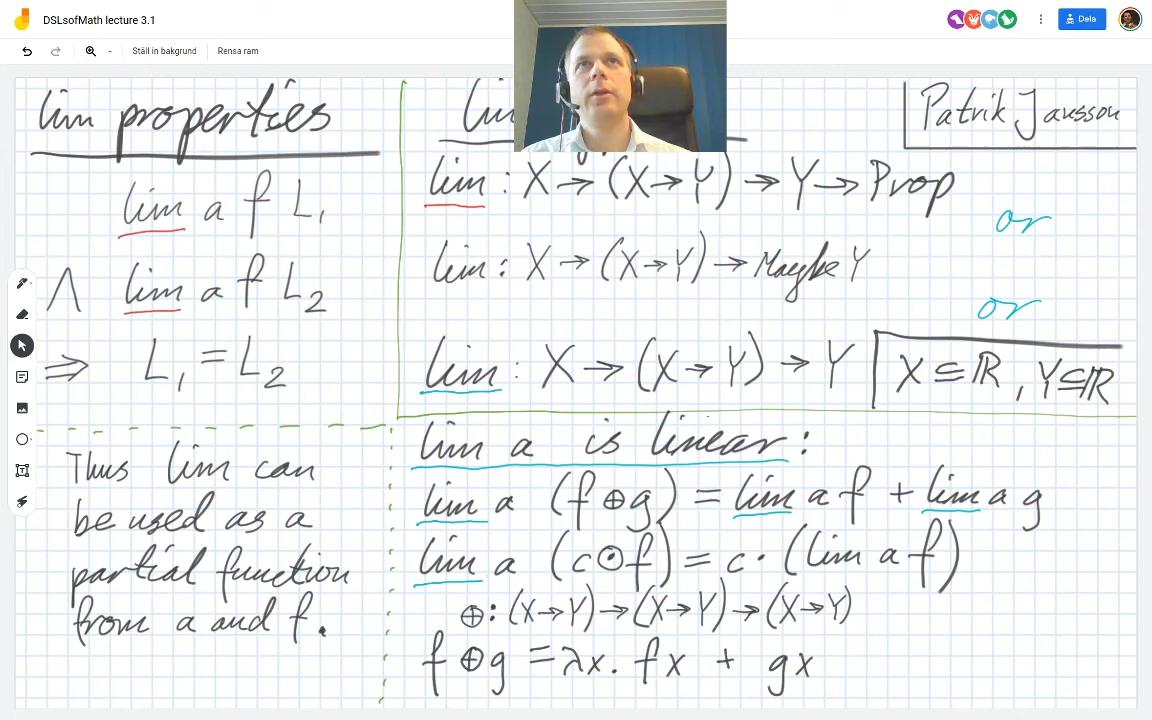 DSLsofMath lecture 3.1
Dela
Ställ in bakgrund
Rensa ram
lim properties
lim a f L₁
∧ lim a f L₂
⇒ L₁ = L₂
Thus lim can
be used as a
partial function
from a and f.
Patrik Jansson
lim : X → (X → Y) → Y → Prop
or
lim : X → (X → Y) → Maybe Y
or
lim : X → (X → Y) → Y
X ⊆ ℝ, Y ⊆ ℝ
lim a is linear:
lim a (f ⊕ g) = lim a f + lim a g
lim a (c ⊙ f) = c · (lim a f)
⊕ : (X → Y) → (X → Y) → (X → Y)
f ⊕ g = λx. f x + g x